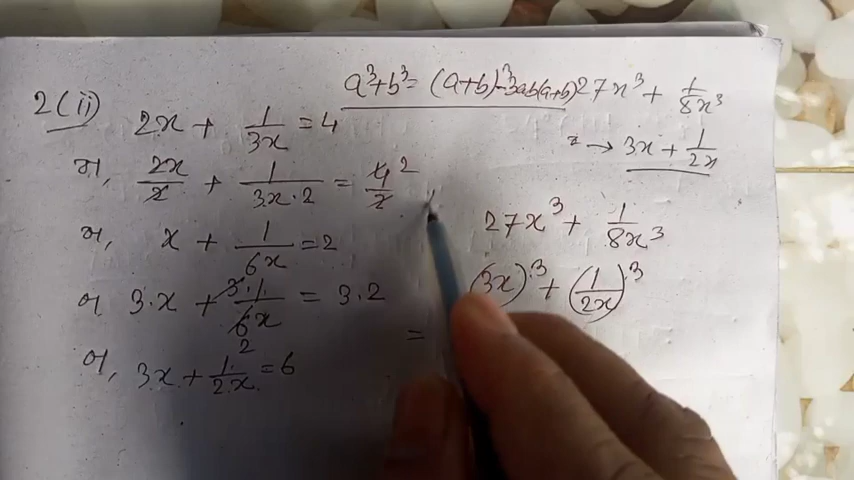 a³+b³= (a+b)³-3ab(a+b) 27x³ + 1/8x³
2(ii) 2x + 1/3x = 4
* → 3x + 1/2x
বা, 2x/2 + 1/3x·2 = 4/2 2
27x³ + 1/8x³
বা, x + 1/6x = 2
বা 3·x + 3·1/6x 2 = 3·2
(3x)³ + (1/2x)³
=
বা, 3x + 1/2x = 6